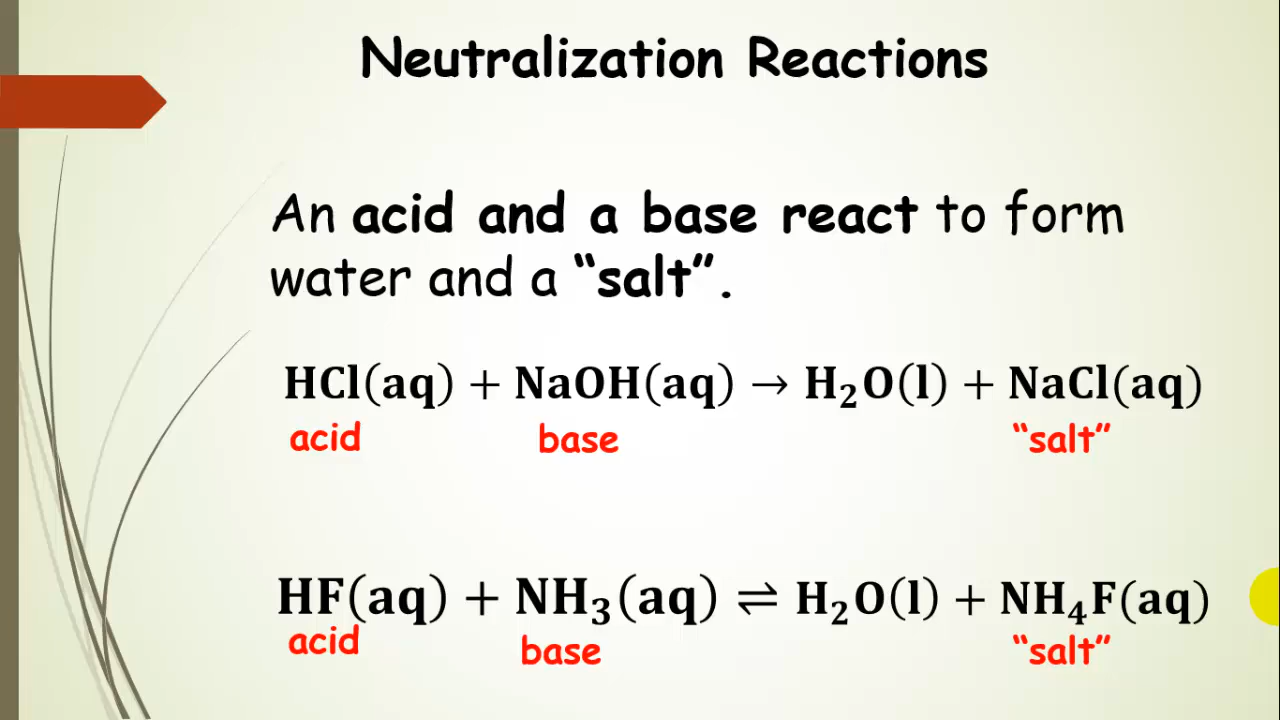 Neutralization Reactions
An acid and a base react to form
water and a “salt”.
HCl(aq) + NaOH(aq) → H₂O(l) + NaCl(aq)
acid base “salt”
HF(aq) + NH₃(aq) ⇌ H₂O(l) + NH₄F(aq)
acid base “salt”